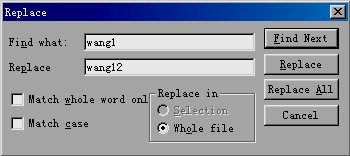 Replace
Find what: wang1 Find Next
Replace wang12 Replace
Match whole word onl Replace in Replace All
Selection
Match case Whole file Cancel